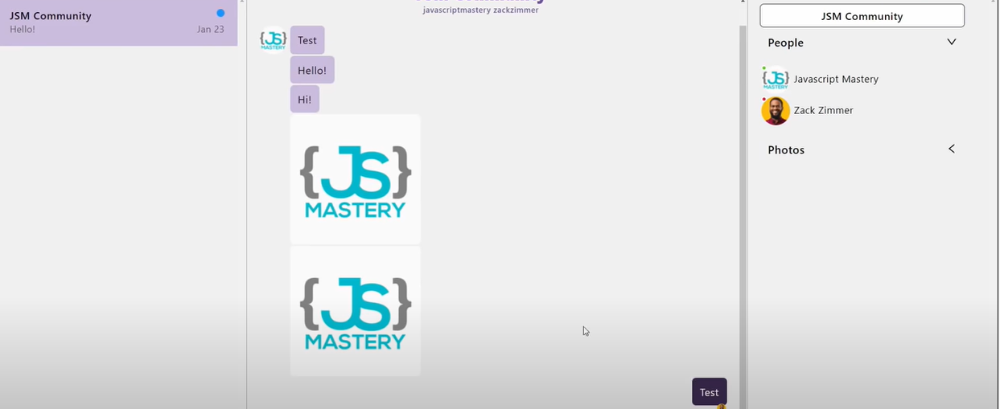 JSM Community
Hello! Jan 23
javascriptmastery zackzimmer
{JS}
MASTERY
Test
Hello!
Hi!
{JS}
MASTERY
{JS}
MASTERY
Test
JSM Community
People
{JS}
MASTERY
Javascript Mastery
Zack Zimmer
Photos